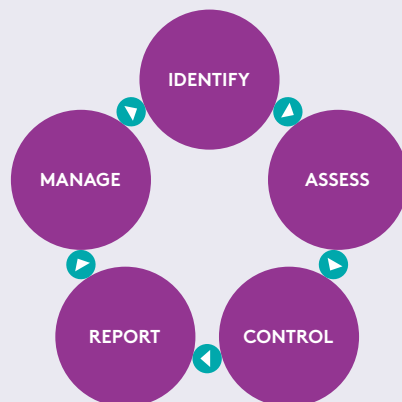 IDENTIFY
ASSESS
CONTROL
REPORT
MANAGE